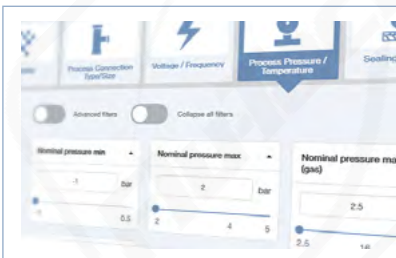 Process Connection
Type/Size
Voltage / Frequency
Process Pressure /
Temperature
Sealing
Advanced filters
Collapse all filters
Nominal pressure min
Nominal pressure max
Nominal pressure ma
(gas)
-1
bar
2
bar
2.5
-1
0.5
2
4
5
2.5
16